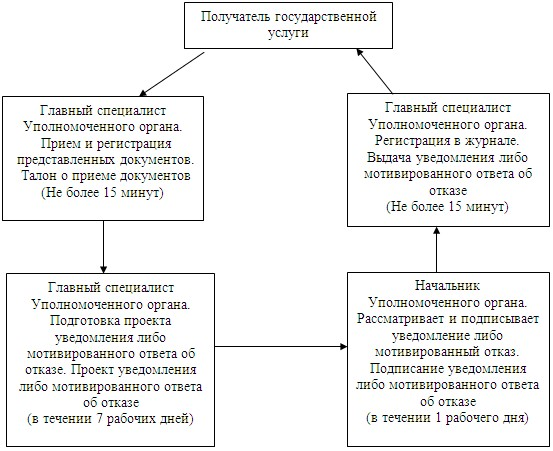 Получатель государственной
услуги
Главный специалист
Уполномоченного органа.
Прием и регистрация
представленных документов.
Талон о приеме документов
(Не более 15 минут)
Главный специалист
Уполномоченного органа.
Регистрация в журнале.
Выдача уведомления либо
мотивированного ответа об
отказе
(Не более 15 минут)
Главный специалист
Уполномоченного органа.
Подготовка проекта
уведомления либо
мотивированного ответа об
отказе. Проект уведомления
либо мотивированного ответа
об отказе
(в течении 7 рабочих дней)
Начальник
Уполномоченного органа.
Рассматривает и подписывает
уведомление либо
мотивированный отказ.
Подписание уведомления
либо мотивированного ответа
об отказе
(в течении 1 рабочего дня)